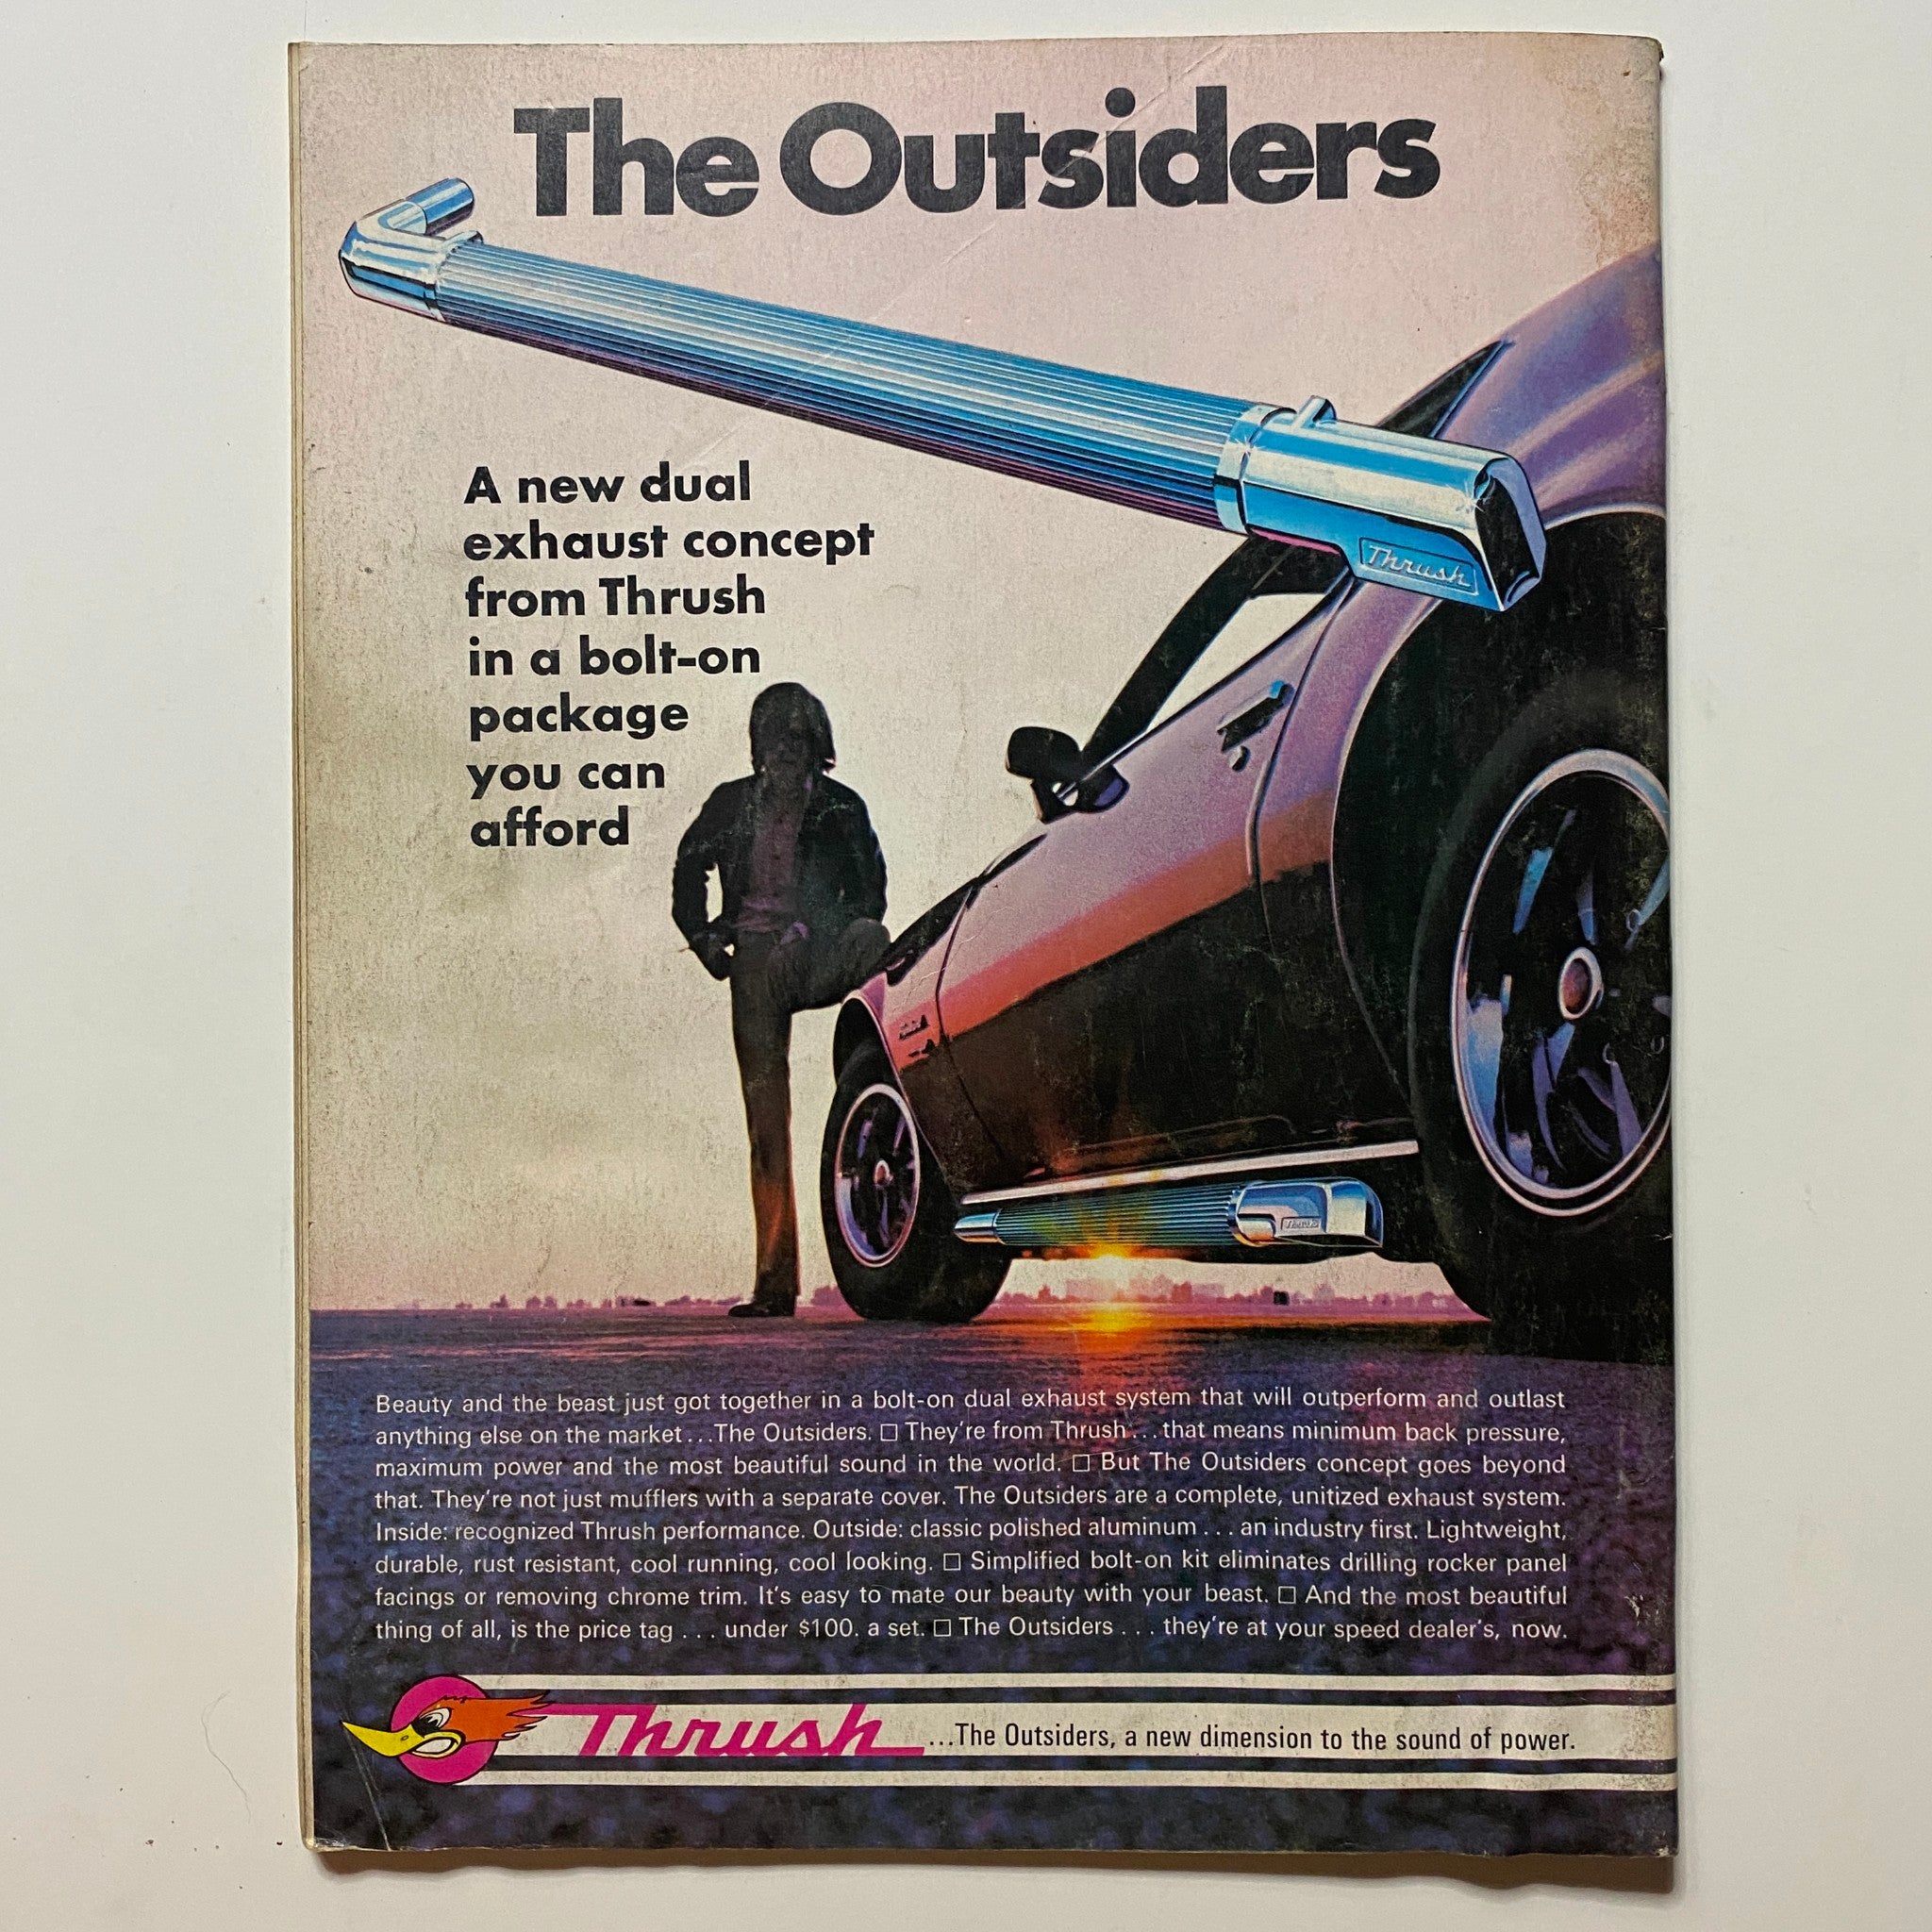 The Outsiders
Thrush
A new dual
exhaust concept
from Thrush
in a bolt-on
package
you can
afford
Thrush
Beauty and the beast just got together in a bolt-on dual exhaust system that will outperform and outlast
anything else on the market...The Outsiders. □ They're from Thrush...that means minimum back pressure,
maximum power and the most beautiful sound in the world. □ But The Outsiders concept goes beyond
that. They're not just mufflers with a separate cover. The Outsiders are a complete, unitized exhaust system.
Inside: recognized Thrush performance. Outside: classic polished aluminum . . . an industry first. Lightweight,
durable, rust resistant, cool running, cool looking. □ Simplified bolt-on kit eliminates drilling rocker panel
facings or removing chrome trim. It's easy to mate our beauty with your beast. □ And the most beautiful
thing of all, is the price tag . . . under $100. a set. □ The Outsiders . . . they're at your speed dealer's, now.
Thrush ...The Outsiders, a new dimension to the sound of power.